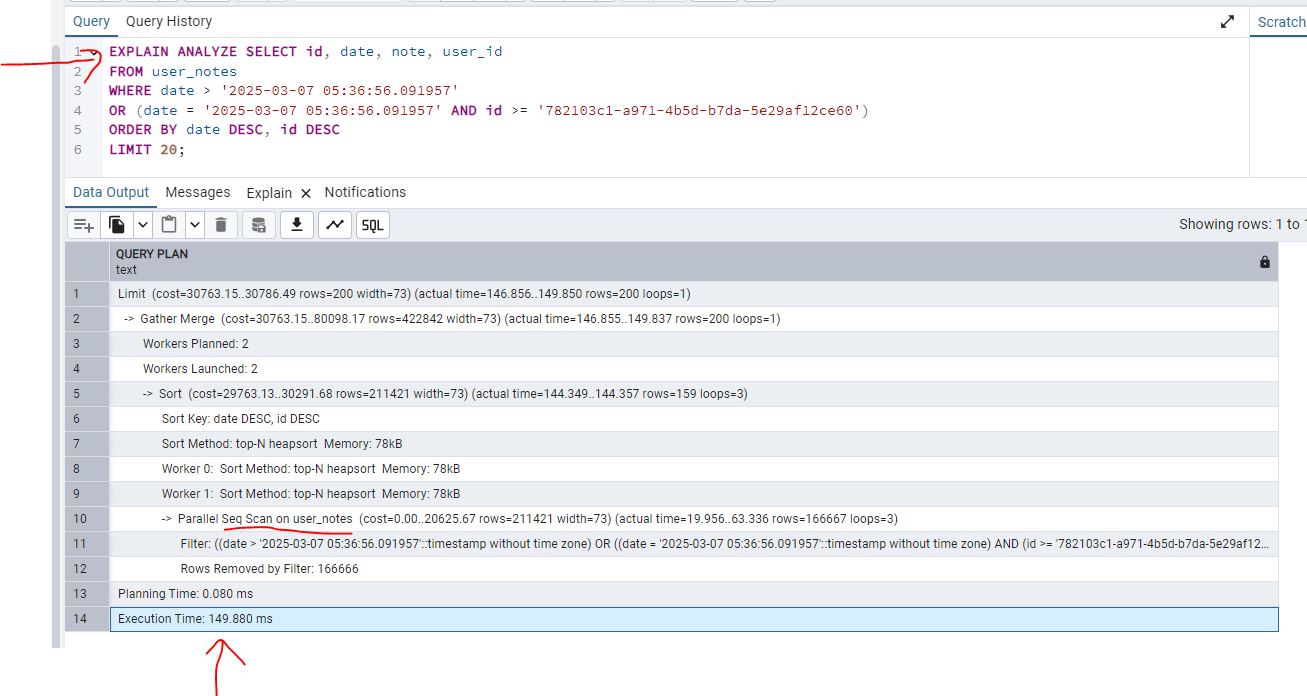 Query Query History
Scratch
1 EXPLAIN ANALYZE SELECT id, date, note, user_id
2 FROM user_notes
3 WHERE date > '2025-03-07 05:36:56.091957'
4 OR (date = '2025-03-07 05:36:56.091957' AND id >= '782103c1-a971-4b5d-b7da-5e29af12ce60')
5 ORDER BY date DESC, id DESC
6 LIMIT 20;
Data Output Messages Explain × Notifications
SQL Showing rows: 1 to 1
QUERY PLAN
text
1 Limit (cost=30763.15..30786.49 rows=200 width=73) (actual time=146.856..149.850 rows=200 loops=1)
2 -> Gather Merge (cost=30763.15..80098.17 rows=422842 width=73) (actual time=146.855..149.837 rows=200 loops=1)
3 Workers Planned: 2
4 Workers Launched: 2
5 -> Sort (cost=29763.13..30291.68 rows=211421 width=73) (actual time=144.349..144.357 rows=159 loops=3)
6 Sort Key: date DESC, id DESC
7 Sort Method: top-N heapsort Memory: 78kB
8 Worker 0: Sort Method: top-N heapsort Memory: 78kB
9 Worker 1: Sort Method: top-N heapsort Memory: 78kB
10 -> Parallel Seq Scan on user_notes (cost=0.00..20625.67 rows=211421 width=73) (actual time=19.956..63.336 rows=166667 loops=3)
11 Filter: ((date > '2025-03-07 05:36:56.091957'::timestamp without time zone) OR ((date = '2025-03-07 05:36:56.091957'::timestamp without time zone) AND (id >= '782103c1-a971-4b5d-b7da-5e29af12...
12 Rows Removed by Filter: 166666
13 Planning Time: 0.080 ms
14 Execution Time: 149.880 ms